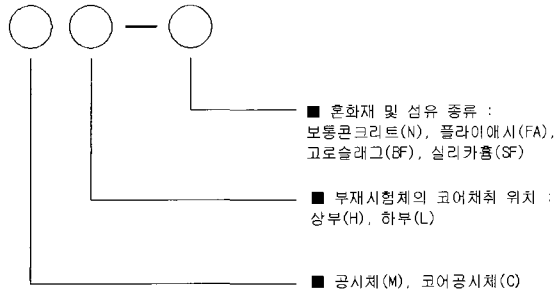 ■ 혼화재 및 섬유 종류 :
보통콘크리트(N), 플라이애시(FA),
고로슬래그(BF), 실리카흄(SF)
■ 부재시험체의 코어채취 위치 :
상부(H), 하부(L)
■ 공시체(M), 코어공시체(C)